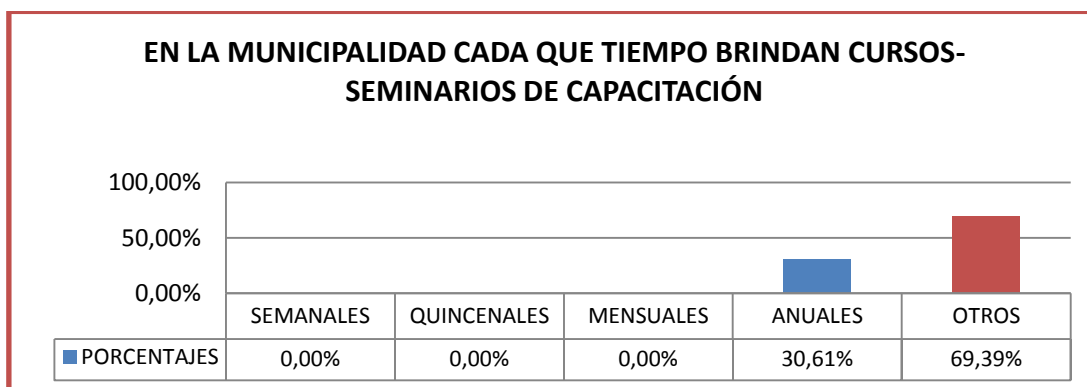 EN LA MUNICIPALIDAD CADA QUE TIEMPO BRINDAN CURSOS-
SEMINARIOS DE CAPACITACIÓN
100,00%
50,00%
0,00%
SEMANALES QUINCENALES MENSUALES ANUALES OTROS
PORCENTAJES 0,00% 0,00% 0,00% 30,61% 69,39%